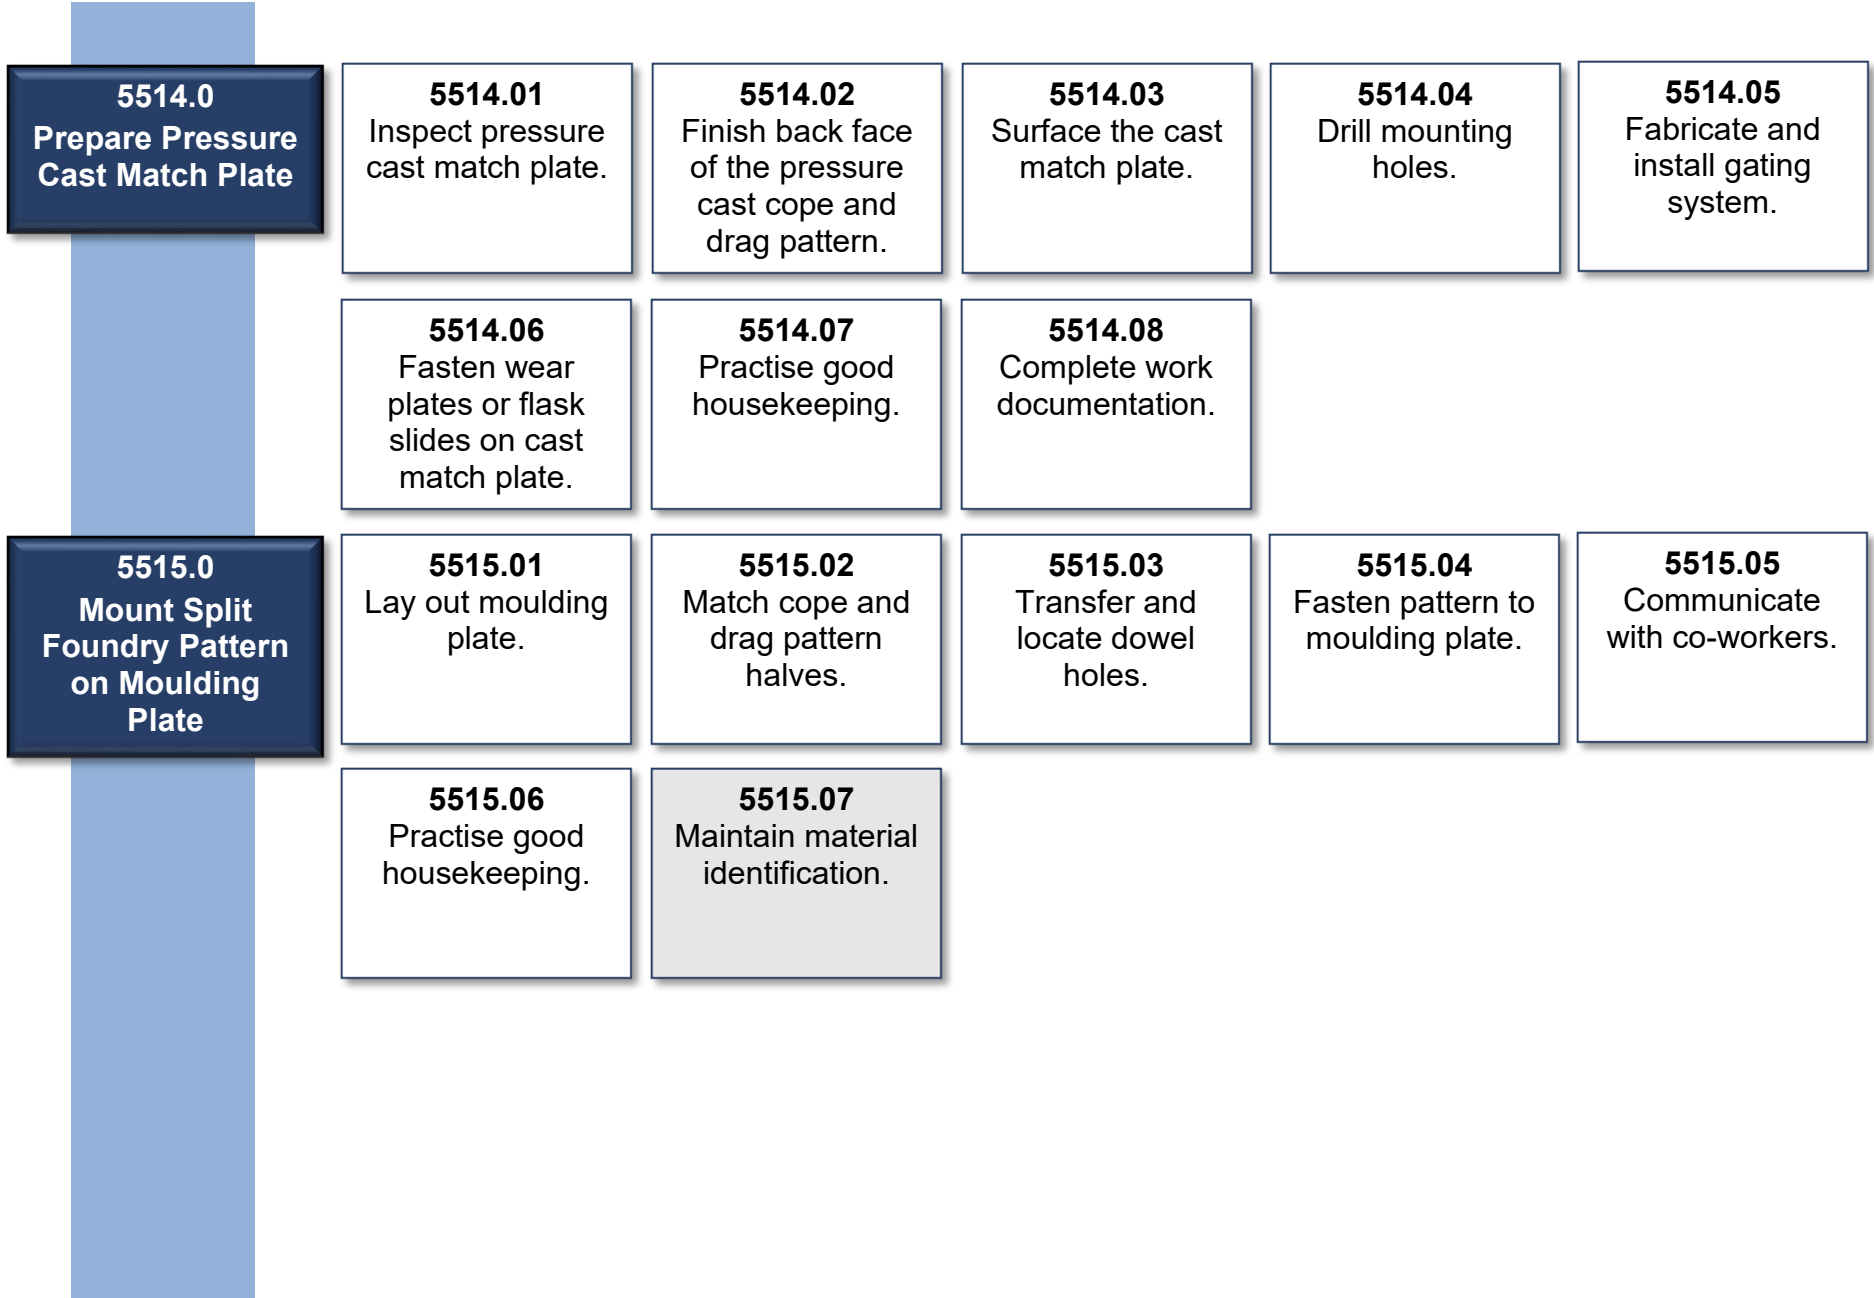 5514.0
Prepare Pressure
Cast Match Plate
5514.01
Inspect pressure
cast match plate.
5514.02
Finish back face
of the pressure
cast cope and
drag pattern.
5514.03
Surface the cast
match plate.
5514.04
Drill mounting
holes.
5514.05
Fabricate and
install gating
system.
5514.06
Fasten wear
plates or flask
slides on cast
match plate.
5514.07
Practise good
housekeeping.
5514.08
Complete work
documentation.
5515.0
Mount Split
Foundry Pattern
on Moulding
Plate
5515.01
Lay out moulding
plate.
5515.02
Match cope and
drag pattern
halves.
5515.03
Transfer and
locate dowel
holes.
5515.04
Fasten pattern to
moulding plate.
5515.05
Communicate
with co-workers.
5515.06
Practise good
housekeeping.
5515.07
Maintain material
identification.